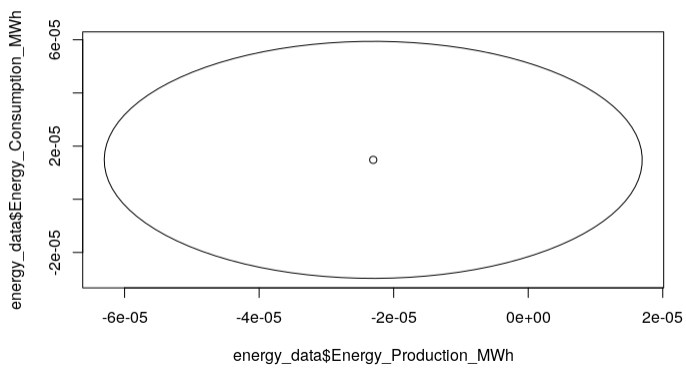 energy_data$Energy_Consumption_MWh
6e-05
2e-05
-2e-05
-6e-05 -4e-05 -2e-05 0e+00 2e-05
energy_data$Energy_Production_MWh